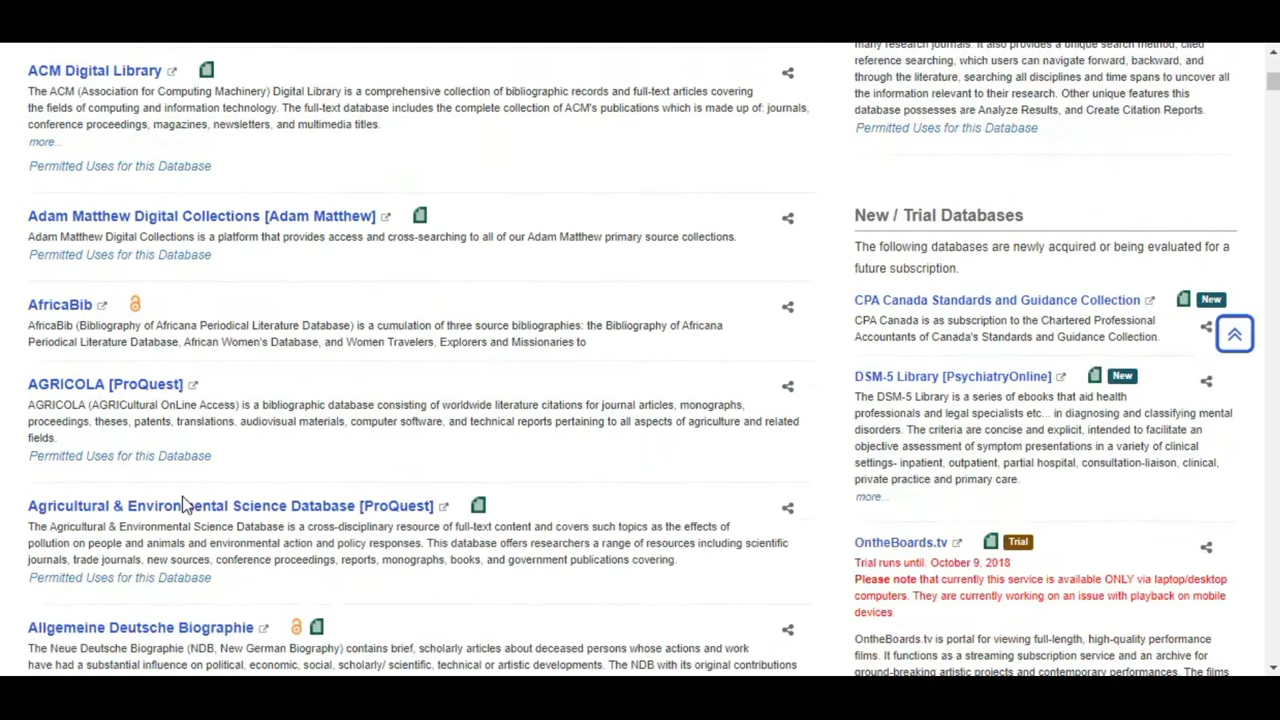 ACM Digital Library
The ACM (Association for Computing Machinery) Digital Library is a comprehensive collection of bibliographic records and full-text articles covering
the fields of computing and information technology. The full-text database includes the complete collection of ACM's publications which is made up of: journals,
conference proceedings, magazines, newsletters, and multimedia titles.
more...
Permitted Uses for this Database
Adam Matthew Digital Collections [Adam Matthew]
Adam Matthew Digital Collections is a platform that provides access and cross-searching to all of our Adam Matthew primary source collections.
Permitted Uses for this Database
AfricaBib
AfricaBib (Bibliography of Africana Periodical Literature Database) is a cumulation of three source bibliographies: the Bibliography of Africana
Periodical Literature Database, African Women's Database, and Women Travelers, Explorers and Missionaries to
AGRICOLA [ProQuest]
AGRICOLA (AGRICultural OnLine Access) is a bibliographic database consisting of worldwide literature citations for journal articles, monographs,
proceedings, theses, patents, translations, audiovisual materials, computer software, and technical reports pertaining to all aspects of agriculture and related
fields.
Permitted Uses for this Database
Agricultural & Environmental Science Database [ProQuest]
The Agricultural & Environmental Science Database is a cross-disciplinary resource of full-text content and covers such topics as the effects of
pollution on people and animals and environmental action and policy responses. This database offers researchers a range of resources including scientific
journals, trade journals, new sources, conference proceedings, reports, monographs, books, and government publications covering.
Permitted Uses for this Database
Allgemeine Deutsche Biographie
The Neue Deutsche Biographie (NDB, New German Biography) contains brief, scholarly articles about deceased persons whose actions and work
have had a substantial influence on political, economic, social, scholarly/ scientific, technical or artistic developments. The NDB with its original contributions
many research journals. It also provides a unique search method, cited
reference searching, which users can navigate forward, backward, and
through the literature, searching all disciplines and time spans to uncover all
the information relevant to their research. Other unique features this
database possesses are Analyze Results, and Create Citation Reports.
Permitted Uses for this Database
New / Trial Databases
The following databases are newly acquired or being evaluated for a
future subscription.
CPA Canada Standards and Guidance Collection New
CPA Canada is as subscription to the Chartered Professional
Accountants of Canada's Standards and Guidance Collection.
DSM-5 Library [PsychiatryOnline] New
The DSM-5 Library is a series of ebooks that aid health
professionals and legal specialists etc... in diagnosing and classifying mental
disorders. The criteria are concise and explicit, intended to facilitate an
objective assessment of symptom presentations in a variety of clinical
settings- inpatient, outpatient, partial hospital, consultation-liaison, clinical,
private practice and primary care.
more...
OntheBoards.tv Trial
Trial runs until: October 9, 2018
Please note that currently this service is available ONLY via laptop/desktop
computers. They are currently working on an issue with playback on mobile
devices.
OntheBoards.tv is portal for viewing full-length, high-quality performance
films. It functions as a streaming subscription service and an archive for
ground-breaking artistic projects and contemporary performances. The films